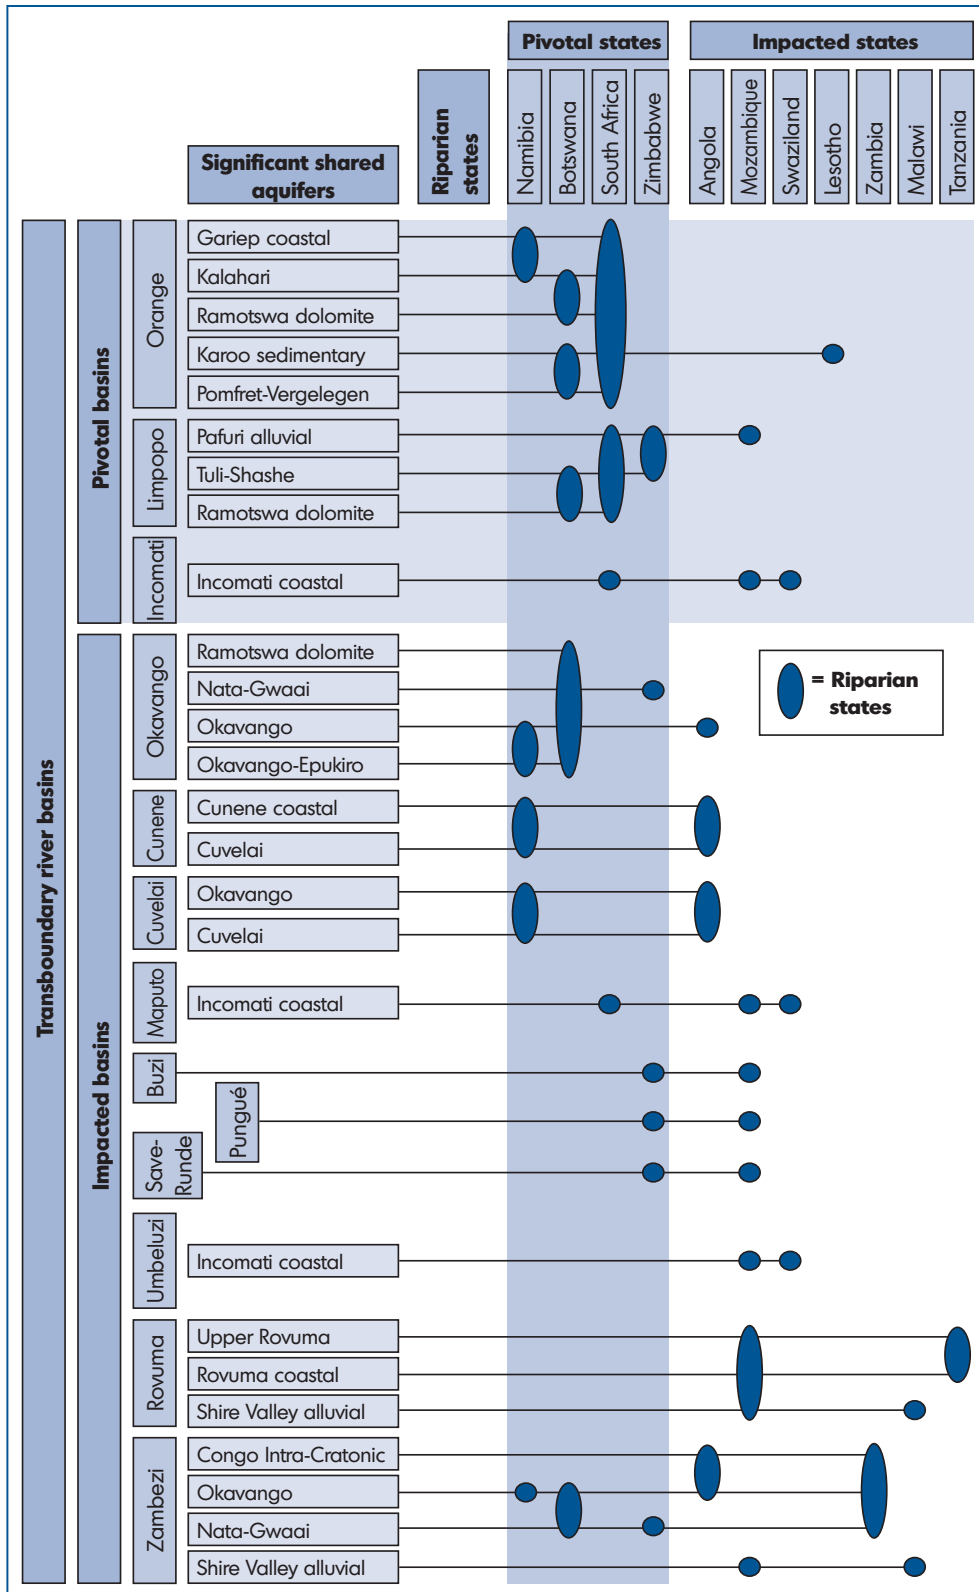 Pivotal states
Impacted states
Riparian
states
Namibia
Botswana
South Africa
Zimbabwe
Angola
Mozambique
Swaziland
Lesotho
Zambia
Malawi
Tanzania
Significant shared
aquifers
Transboundary river basins
Pivotal basins
Orange
Gariep coastal
Kalahari
Ramotswa dolomite
Karoo sedimentary
Pomfret-Vergelegen
Limpopo
Pafuri alluvial
Tuli-Shashe
Ramotswa dolomite
Incomati
Incomati coastal
Impacted basins
Okavango
Ramotswa dolomite
Nata-Gwaai
Okavango
Okavango-Epukiro
= Riparian
states
Cunene
Cunene coastal
Cuvelai
Cuvelai
Okavango
Cuvelai
Maputo
Incomati coastal
Buzi
Pungué
Save-
Runde
Umbeluzi
Incomati coastal
Rovuma
Upper Rovuma
Rovuma coastal
Shire Valley alluvial
Zambezi
Congo Intra-Cratonic
Okavango
Nata-Gwaai
Shire Valley alluvial